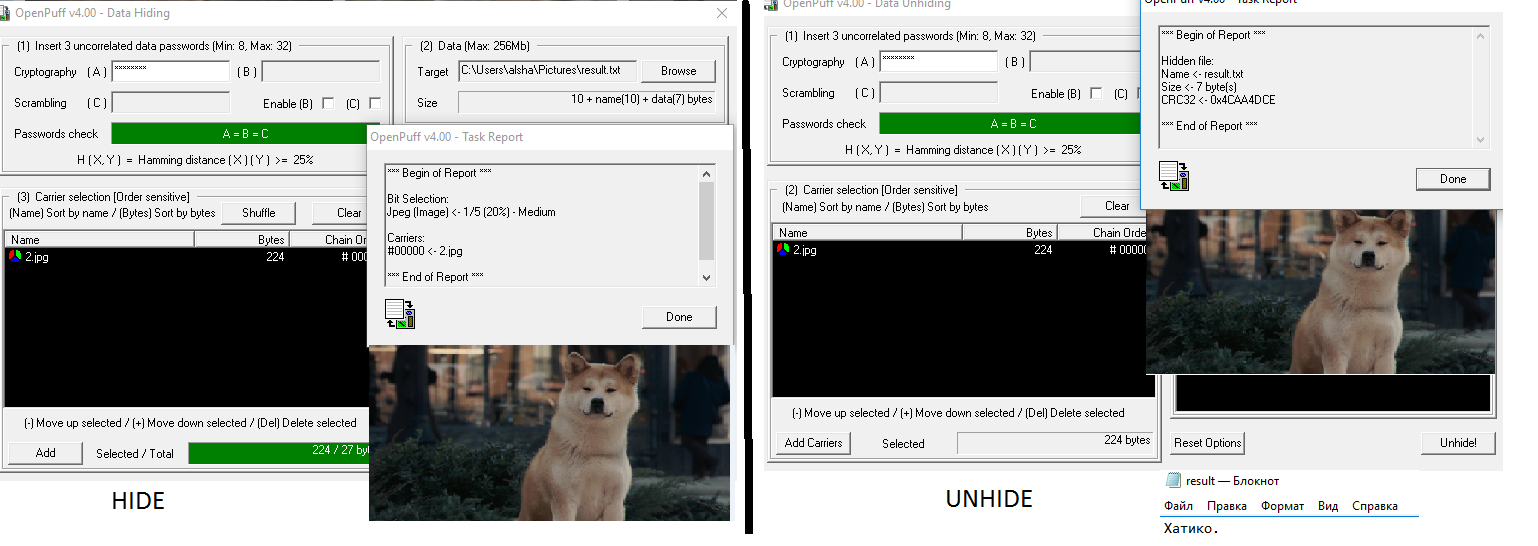 OpenPuff v4.00 - Data Hiding
(1) Insert 3 uncorrelated data passwords (Min: 8, Max: 32)
Cryptography (A) ******** (B)
Scrambling (C) Enable (B) (C)
Passwords check A = B = C
H ( X, Y ) = Hamming distance ( X ) ( Y ) >= 25%
(2) Data (Max: 256Mb)
Target C:\Users\alsha\Pictures\result.txt Browse
Size 10 + name(10) + data(7) bytes
(3) Carrier selection [Order sensitive]
(Name) Sort by name / (Bytes) Sort by bytes Shuffle Clear
Name Bytes Chain Ord
2.jpg 224 # 000
(-) Move up selected / (+) Move down selected / (Del) Delete selected
Add Selected / Total 224 / 27 by
OpenPuff v4.00 - Task Report
*** Begin of Report ***
Bit Selection:
Jpeg (Image) <- 1/5 (20%) - Medium
Carriers:
#00000 <- 2.jpg
*** End of Report ***
Done
HIDE
OpenPuff v4.00 - Data Unhiding
(1) Insert 3 uncorrelated passwords (Min: 8, Max: 32)
Cryptography (A) ******** (B)
Scrambling (C) Enable (B) (C)
Passwords check A = B = C
H ( X, Y ) = Hamming distance ( X ) ( Y ) >= 25%
(2) Carrier selection [Order sensitive]
(Name) Sort by name / (Bytes) Sort by bytes Clear
Name Bytes Chain Orde
2.jpg 224 # 00000
(-) Move up selected / (+) Move down selected / (Del) Delete selected
Add Carriers Selected 224 bytes
OpenPuff v4.00 - Task Report
*** Begin of Report ***
Hidden file:
Name <- result.txt
Size <- 7 byte(s)
CRC32 <- 0x4CAA4DCE
*** End of Report ***
Done
Reset Options Unhide!
UNHIDE
result — Блокнот
Файл Правка Формат Вид Справка
Хатико.